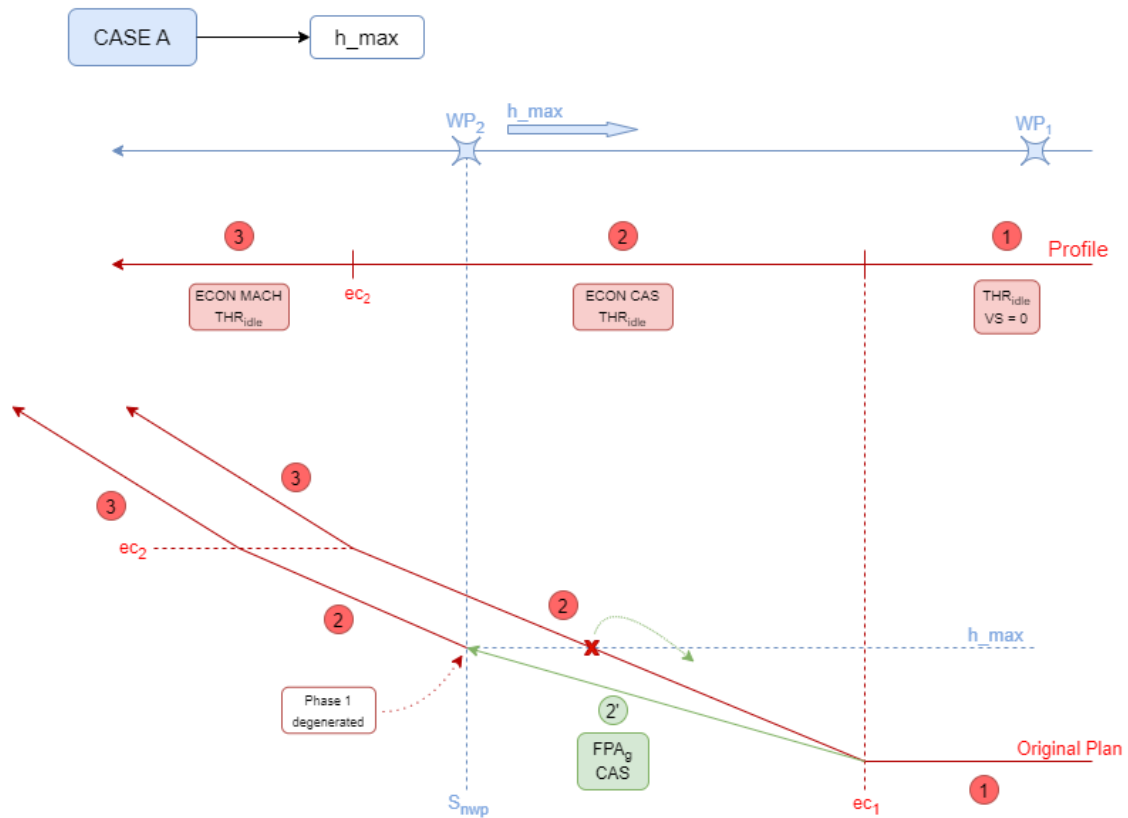 CASE A
h_max
h_max
WP2
WP1
3
2
1
Profile
ECON MACH
THRidle
ec2
ECON CAS
THRidle
THRidle
VS = 0
3
3
ec2
2
2
h_max
Phase 1
degenerated
2'
FPAg
CAS
Original Plan
1
Snwp
ec1